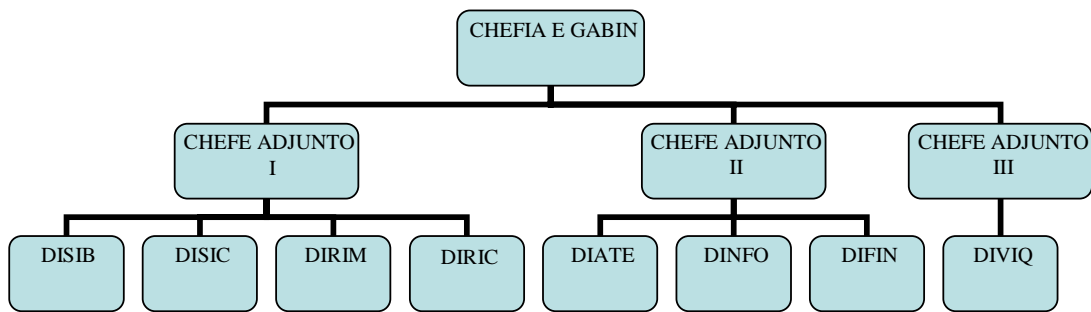 CHEFIA E GABIN
CHEFE ADJUNTO
I
CHEFE ADJUNTO
II
CHEFE ADJUNTO
III
DISIB
DISIC
DIRIM
DIRIC
DIATE
DINFO
DIFIN
DIVIQ